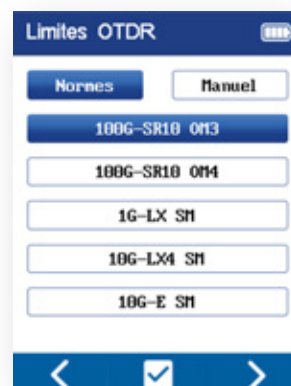 Limites OTDR
Normes Manuel
100G-SR10 OM3
100G-SR10 OM4
1G-LX SM
10G-LX4 SM
10G-E SM